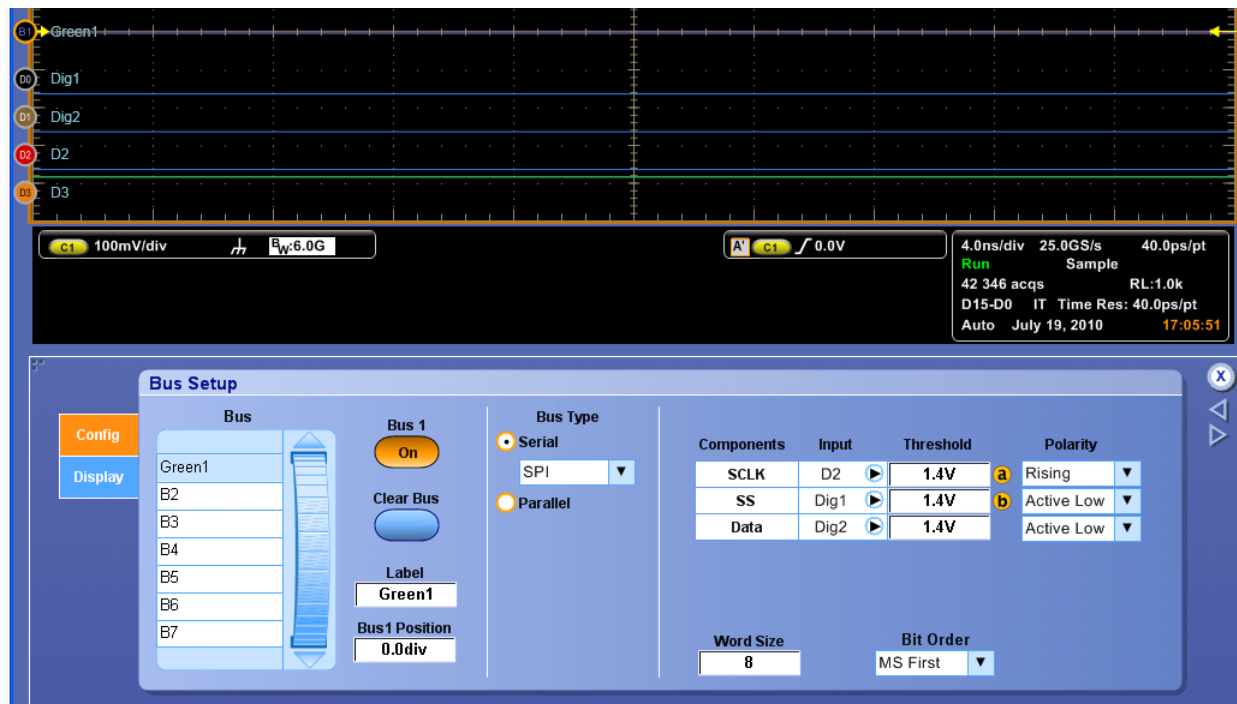 B1 Green1
D0 Dig1
D1 Dig2
D2 D2
D3 D3
C1 100mV/div BW:6.0G
A' C1 0.0V
4.0ns/div 25.0GS/s 40.0ps/pt
Run Sample
42 346 acqs RL:1.0k
D15-D0 IT Time Res: 40.0ps/pt
Auto July 19, 2010 17:05:51
X
Bus Setup
Config
Display
Bus
Green1
B2
B3
B4
B5
B6
B7
Bus 1
On
Clear Bus
Label
Green1
Bus1 Position
0.0div
Bus Type
Serial
SPI
Parallel
Components Input Threshold Polarity
SCLK D2 1.4V a Rising
SS Dig1 1.4V b Active Low
Data Dig2 1.4V Active Low
Word Size
8
Bit Order
MS First